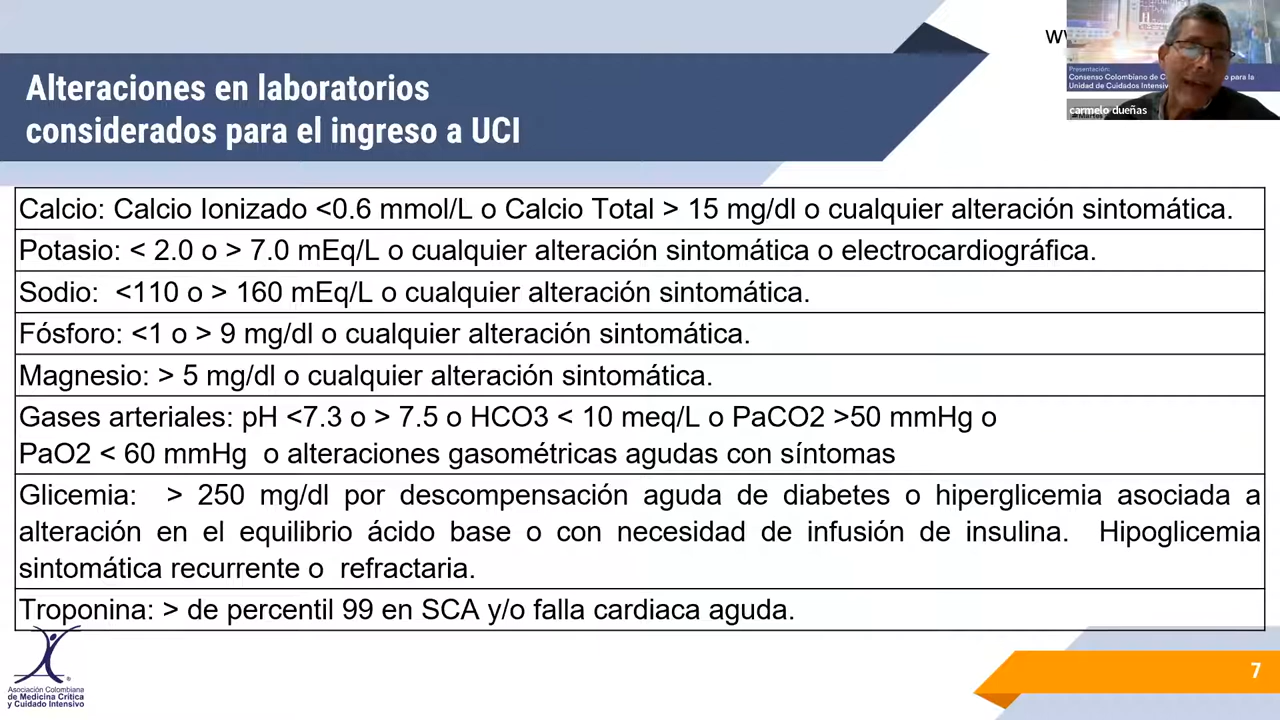 Alteraciones en laboratorios
considerados para el ingreso a UCI
Presentación:
Consenso Colombiano de para la
Unidad de Cuidados
carmelo dueñas
Calcio: Calcio Ionizado <0.6 mmol/L o Calcio Total > 15 mg/dl o cualquier alteración sintomática.
Potasio: < 2.0 o > 7.0 mEq/L o cualquier alteración sintomática o electrocardiográfica.
Sodio: <110 o > 160 mEq/L o cualquier alteración sintomática.
Fósforo: <1 o > 9 mg/dl o cualquier alteración sintomática.
Magnesio: > 5 mg/dl o cualquier alteración sintomática.
Gases arteriales: pH <7.3 o > 7.5 o HCO3 < 10 meq/L o PaCO2 >50 mmHg o
PaO2 < 60 mmHg o alteraciones gasométricas agudas con síntomas
Glicemia: > 250 mg/dl por descompensación aguda de diabetes o hiperglicemia asociada a
alteración en el equilibrio ácido base o con necesidad de infusión de insulina. Hipoglicemia
sintomática recurrente o refractaria.
Troponina: > de percentil 99 en SCA y/o falla cardiaca aguda.
Asociación Colombiana
de Medicina Crítica
y Cuidado Intensivo
7